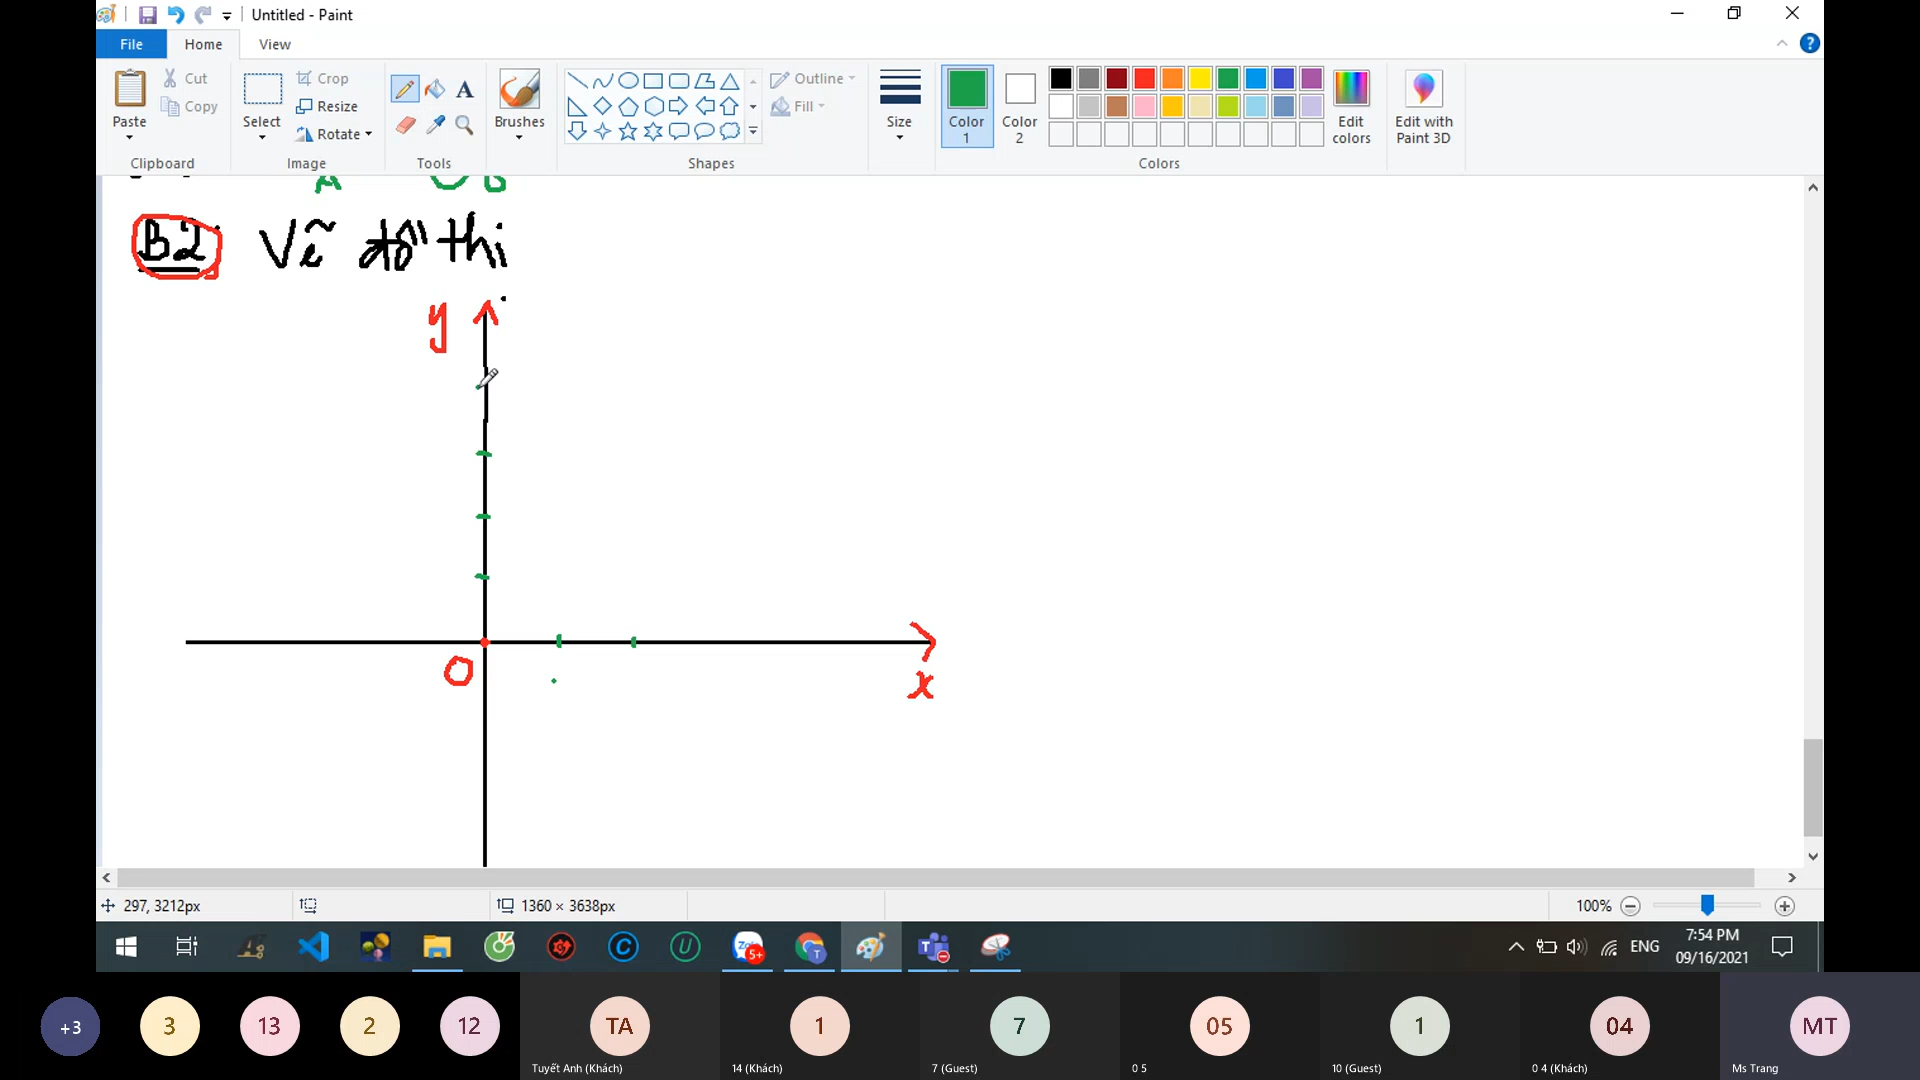 Untitled - Paint
File Home View
Paste
Cut
Copy
Clipboard
Select
Crop
Resize
Rotate
Image
Tools
Brushes
Shapes
Outline
Fill
Size
Color 1
Color 2
Colors
Edit colors
Edit with Paint 3D
A B
B2: Vẽ đồ thị
y
O
x
297, 3212px
1360 × 3638px
100%
Zalo 5+
ENG
7:54 PM
09/16/2021
+3
3
13
2
12
TA
Tuyết Anh (Khách)
1
14 (Khách)
7
7 (Guest)
05
0 5
1
10 (Guest)
04
0 4 (Khách)
MT
Ms Trang